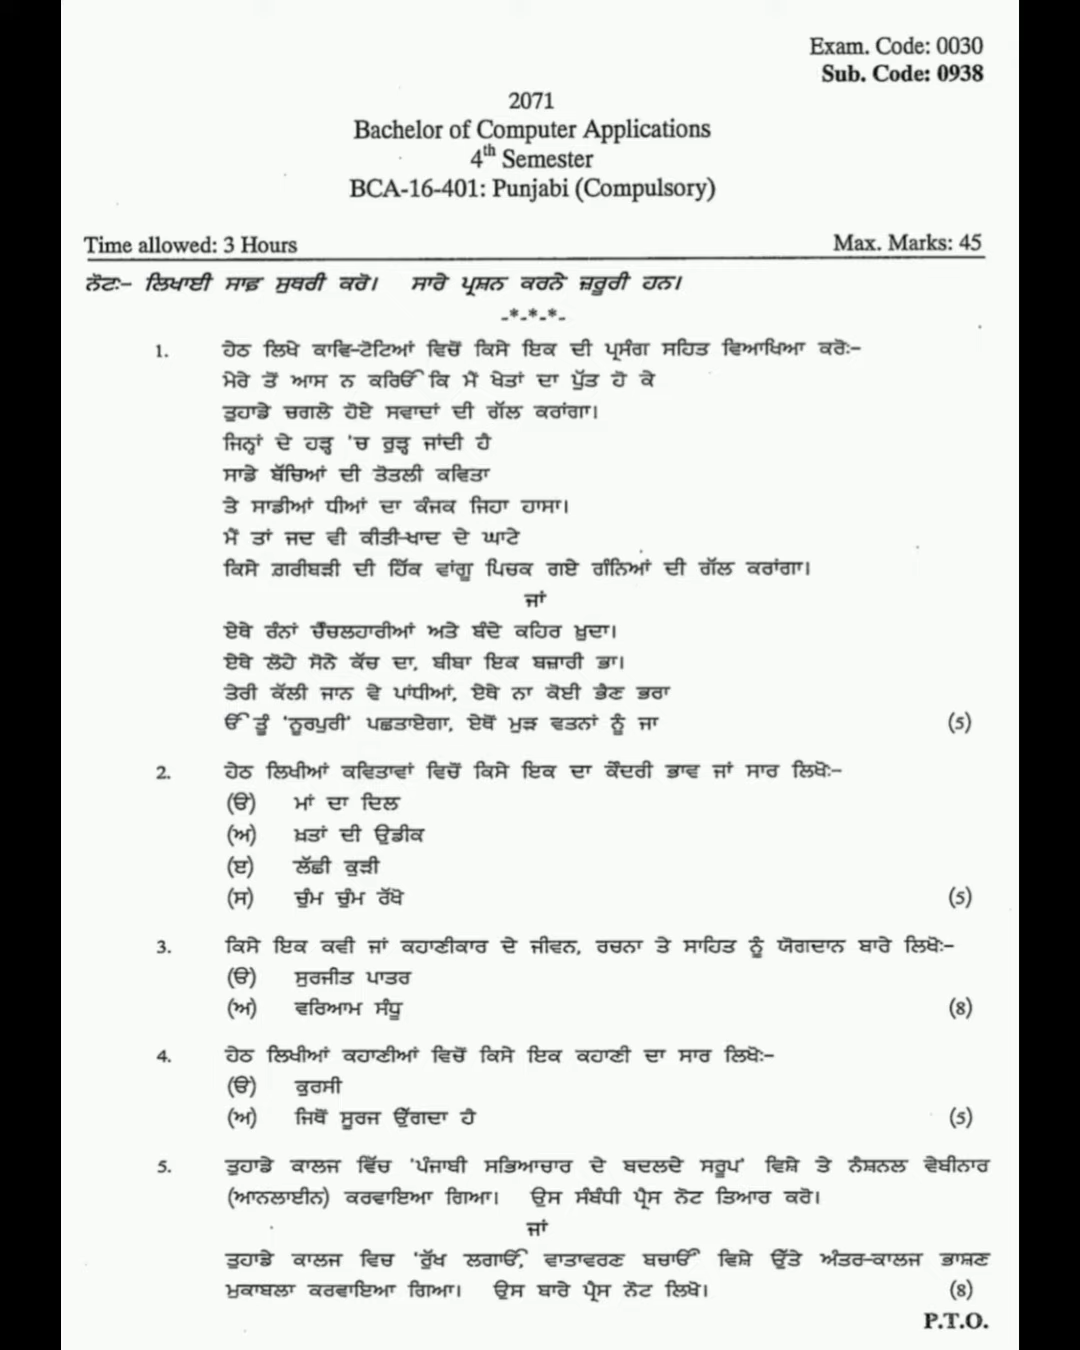 Exam. Code: 0030
Sub. Code: 0938
2071
Bachelor of Computer Applications
4th Semester
BCA-16-401: Punjabi (Compulsory)
Time allowed: 3 Hours Max. Marks: 45
ਨੋਟ:- ਲਿਖਾਈ ਸਾਫ਼ ਸੁਥਰੀ ਕਰੋ। ਸਾਰੇ ਪ੍ਰਸ਼ਨ ਕਰਨੇ ਜ਼ਰੂਰੀ ਹਨ।
-*-*-*-
1. ਹੇਠ ਲਿਖੇ ਕਾਵਿ-ਟੋਟਿਆਂ ਵਿਚੋਂ ਕਿਸੇ ਇਕ ਦੀ ਪ੍ਰਸੰਗ ਸਹਿਤ ਵਿਆਖਿਆ ਕਰੋ:-
ਮੇਰੇ ਤੋਂ ਆਸ ਨ ਕਰਿਓ ਕਿ ਮੈਂ ਖੇਤਾਂ ਦਾ ਪੁੱਤ ਹੋ ਕੇ
ਤੁਹਾਡੇ ਚਗਲੇ ਹੋਏ ਸਵਾਦਾਂ ਦੀ ਗੱਲ ਕਰਾਂਗਾ।
ਜਿਨ੍ਹਾਂ ਦੇ ਹੜ੍ਹ 'ਚ ਰੁੜ੍ਹ ਜਾਂਦੀ ਹੈ
ਸਾਡੇ ਬੱਚਿਆਂ ਦੀ ਤੋਤਲੀ ਕਵਿਤਾ
ਤੇ ਸਾਡੀਆਂ ਧੀਆਂ ਦਾ ਕੰਜਕ ਜਿਹਾ ਹਾਸਾ।
ਮੈਂ ਤਾਂ ਜਦ ਵੀ ਕੀਤੀ-ਖਾਦ ਦੇ ਘਾਟੇ
ਕਿਸੇ ਗ਼ਰੀਬੜੀ ਦੀ ਹਿੱਕ ਵਾਂਗੂ ਪਿਚਕ ਗਏ ਗੰਨਿਆਂ ਦੀ ਗੱਲ ਕਰਾਂਗਾ।
ਜਾਂ
ਏਥੇ ਰੰਨਾਂ ਚੰਚਲਹਾਰੀਆਂ ਅਤੇ ਬੰਦੇ ਕਹਿਰ ਖ਼ੁਦਾ।
ਏਥੇ ਲੋਹੇ ਸੋਨੇ ਕੱਚ ਦਾ, ਬੀਬਾ ਇਕ ਬਜ਼ਾਰੀ ਭਾ।
ਤੇਰੀ ਕੱਲੀ ਜਾਨ ਵੇ ਪਾਂਧੀਆਂ, ਏਥੇ ਨਾ ਕੋਈ ਭੈਣ ਭਰਾ
ਓ ਤੂੰ 'ਨੂਰਪੁਰੀ' ਪਛਤਾਏਗਾ, ਏਥੋਂ ਮੁੜ ਵਤਨਾਂ ਨੂੰ ਜਾ (5)
2. ਹੇਠ ਲਿਖੀਆਂ ਕਵਿਤਾਵਾਂ ਵਿਚੋਂ ਕਿਸੇ ਇਕ ਦਾ ਕੇਂਦਰੀ ਭਾਵ ਜਾਂ ਸਾਰ ਲਿਖੋ:-
(ੳ) ਮਾਂ ਦਾ ਦਿਲ
(ਅ) ਖ਼ਤਾਂ ਦੀ ਉਡੀਕ
(ੲ) ਲੱਛੀ ਕੁੜੀ
(ਸ) ਚੁੰਮ ਚੁੰਮ ਰੱਖੋ (5)
3. ਕਿਸੇ ਇਕ ਕਵੀ ਜਾਂ ਕਹਾਣੀਕਾਰ ਦੇ ਜੀਵਨ, ਰਚਨਾ ਤੇ ਸਾਹਿਤ ਨੂੰ ਯੋਗਦਾਨ ਬਾਰੇ ਲਿਖੋ:-
(ੳ) ਸੁਰਜੀਤ ਪਾਤਰ
(ਅ) ਵਰਿਆਮ ਸੰਧੂ (8)
4. ਹੇਠ ਲਿਖੀਆਂ ਕਹਾਣੀਆਂ ਵਿਚੋਂ ਕਿਸੇ ਇਕ ਕਹਾਣੀ ਦਾ ਸਾਰ ਲਿਖੋ:-
(ੳ) ਕੁਰਸੀ
(ਅ) ਜਿਥੋਂ ਸੂਰਜ ਉੱਗਦਾ ਹੈ (5)
5. ਤੁਹਾਡੇ ਕਾਲਜ ਵਿੱਚ 'ਪੰਜਾਬੀ ਸਭਿਆਚਾਰ ਦੇ ਬਦਲਦੇ ਸਰੂਪ' ਵਿਸ਼ੇ ਤੇ ਨੈਸ਼ਨਲ ਵੇਬੀਨਾਰ
(ਆਨਲਾਈਨ) ਕਰਵਾਇਆ ਗਿਆ। ਉਸ ਸੰਬੰਧੀ ਪ੍ਰੈਸ ਨੋਟ ਤਿਆਰ ਕਰੋ।
ਜਾਂ
ਤੁਹਾਡੇ ਕਾਲਜ ਵਿਚ 'ਰੁੱਖ ਲਗਾਓ, ਵਾਤਾਵਰਣ ਬਚਾਓ' ਵਿਸ਼ੇ ਉੱਤੇ ਅੰਤਰ-ਕਾਲਜ ਭਾਸ਼ਣ
ਮੁਕਾਬਲਾ ਕਰਵਾਇਆ ਗਿਆ। ਉਸ ਬਾਰੇ ਪ੍ਰੈਸ ਨੋਟ ਲਿਖੋ। (8)
P.T.O.